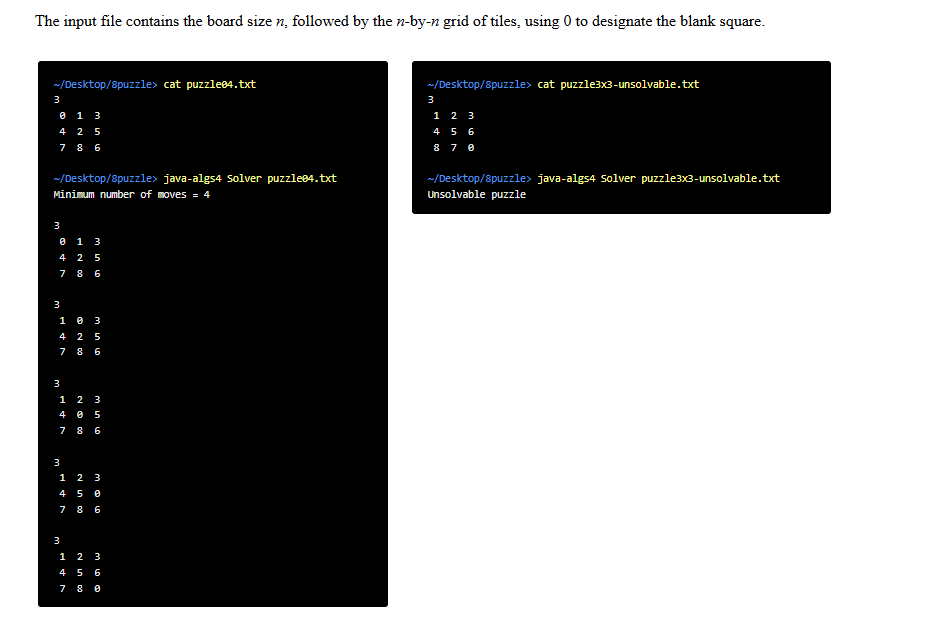 The input file contains the board size n, followed by the n-by-n grid of tiles, using 0 to designate the blank square.
~/Desktop/8puzzle> cat puzzle04.txt
3
0 1 3
4 2 5
7 8 6
~/Desktop/8puzzle> java-algs4 Solver puzzle04.txt
Minimum number of moves = 4
3
0 1 3
4 2 5
7 8 6
3
1 0 3
4 2 5
7 8 6
3
1 2 3
4 0 5
7 8 6
3
1 2 3
4 5 0
7 8 6
3
1 2 3
4 5 6
7 8 0
~/Desktop/8puzzle> cat puzzle3x3-unsolvable.txt
3
1 2 3
4 5 6
8 7 0
~/Desktop/8puzzle> java-algs4 Solver puzzle3x3-unsolvable.txt
Unsolvable puzzle